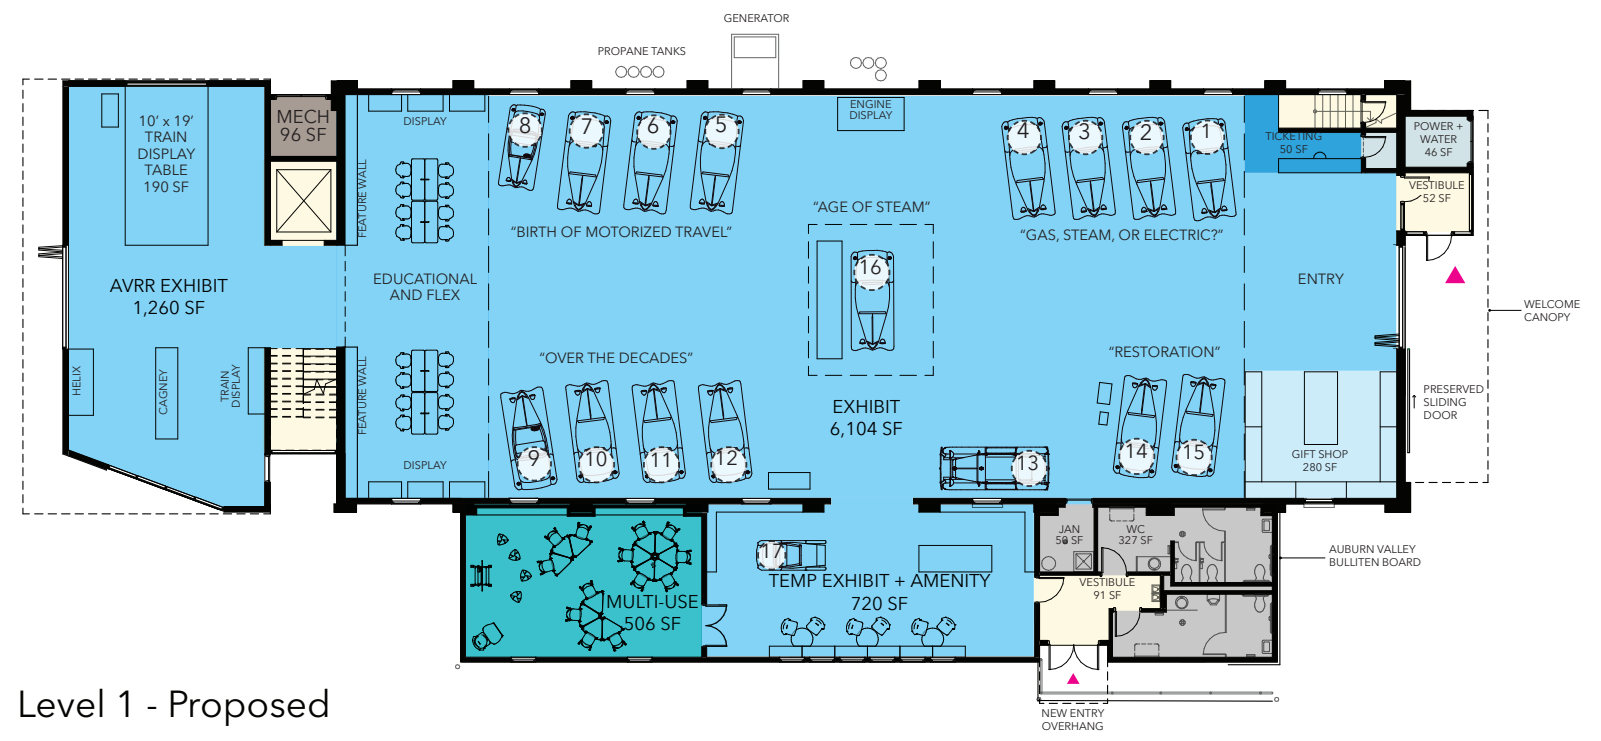 GENERATOR
PROPANE TANKS
10' x 19'
TRAIN
DISPLAY
TABLE
190 SF
MECH
96 SF
DISPLAY
8
7
6
5
ENGINE
DISPLAY
4
3
2
1
TICKETING
50 SF
POWER +
WATER
46 SF
VESTIBULE
52 SF
FEATURE WALL
"BIRTH OF MOTORIZED TRAVEL"
"AGE OF STEAM"
"GAS, STEAM, OR ELECTRIC?"
AVRR EXHIBIT
1,260 SF
EDUCATIONAL
AND FLEX
16
ENTRY
WELCOME
CANOPY
HELIX
CAGNEY
TRAIN
DISPLAY
FEATURE WALL
"OVER THE DECADES"
"RESTORATION"
EXHIBIT
6,104 SF
PRESERVED
SLIDING
DOOR
DISPLAY
9
10
11
12
13
14
15
GIFT SHOP
280 SF
17
JAN
50 SF
WC
327 SF
AUBURN VALLEY
BULLITEN BOARD
MULTI-USE
506 SF
TEMP EXHIBIT + AMENITY
720 SF
VESTIBULE
91 SF
NEW ENTRY
OVERHANG
Level 1 - Proposed